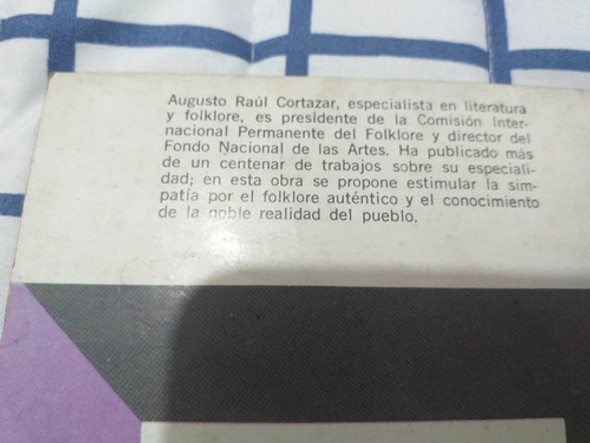 Augusto Raúl Cortazar, especialista en literatura
y folklore, es presidente de la Comisión Inter-
nacional Permanente del Folklore y director del
Fondo Nacional de las Artes. Ha publicado más
de un centenar de trabajos sobre su especiali-
dad; en esta obra se propone estimular la sim-
patía por el folklore auténtico y el conocimiento
de la noble realidad del pueblo.